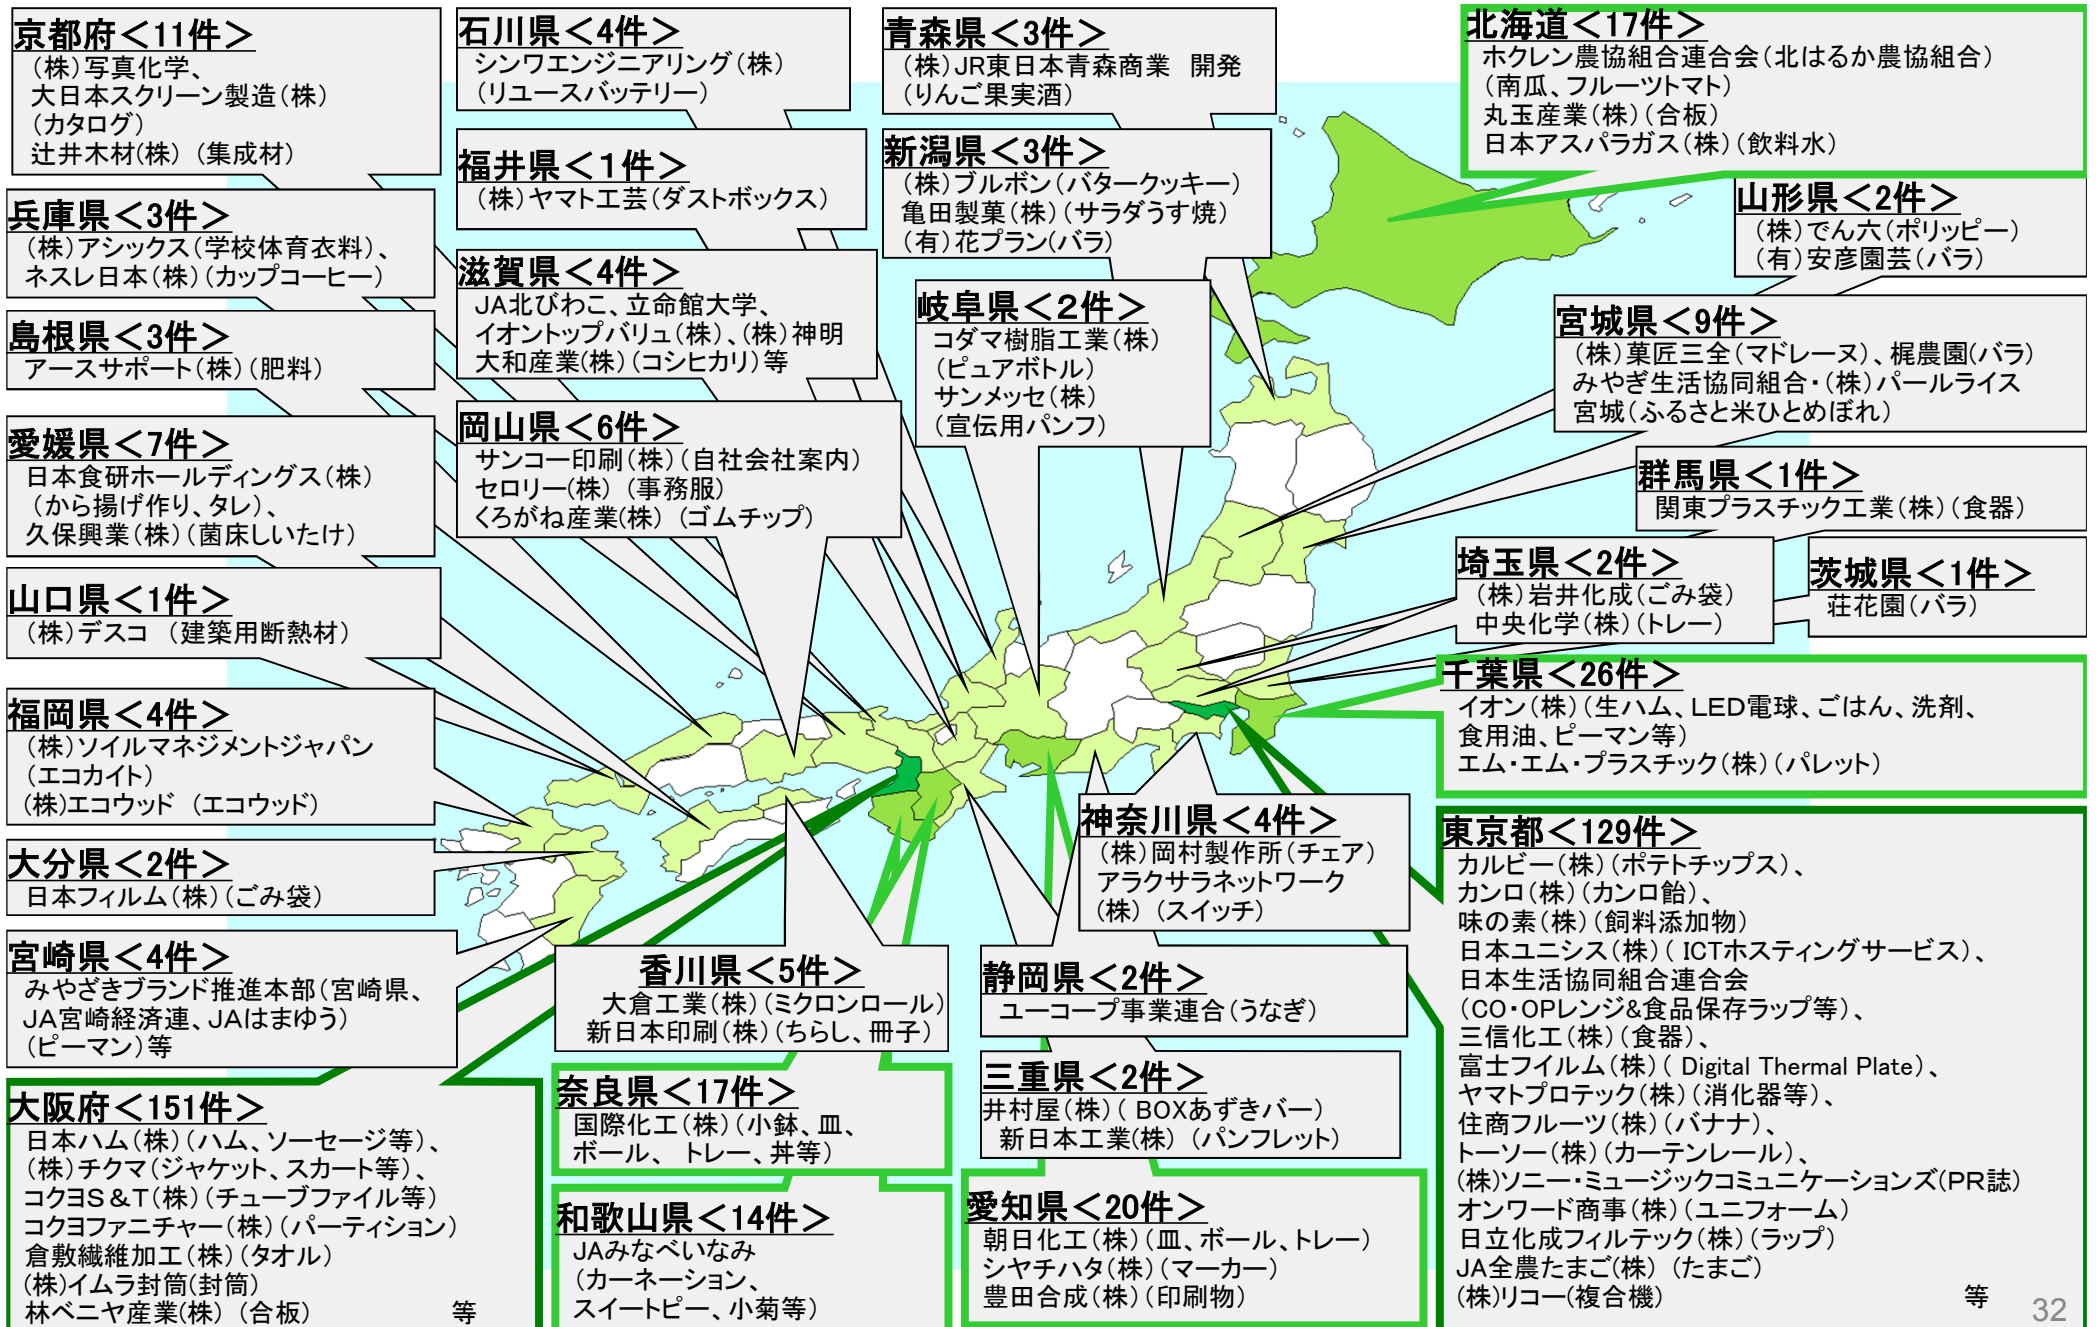 京都府＜11件＞
（株）写真化学、
大日本スクリーン製造（株）
（カタログ）
辻井木材(株) （集成材）
兵庫県＜3件＞
（株）アシックス（学校体育衣料）、
ネスレ日本（株）（カップコーヒー）
島根県＜3件＞
アースサポート（株）（肥料）
愛媛県＜7件＞
日本食研ホールディングス（株）
（から揚げ作り、タレ）、
久保興業（株）（菌床しいたけ）
山口県＜1件＞
（株）デスコ （建築用断熱材）
福岡県＜4件＞
（株）ソイルマネジメントジャパン
（エコカイト）
(株)エコウッド （エコウッド）
大分県＜2件＞
日本フィルム（株）（ごみ袋）
宮崎県＜4件＞
みやざきブランド推進本部（宮崎県、
JA宮崎経済連、JAはまゆう）
（ピーマン）等
大阪府＜151件＞
日本ハム（株）（ハム、ソーセージ等）、
（株）チクマ（ジャケット、スカート等）、
コクヨS＆T（株）（チューブファイル等）
コクヨファニチャー（株）（パーティション）
倉敷繊維加工（株）（タオル）
(株)イムラ封筒(封筒)
林ベニヤ産業(株) （合板） 等
石川県＜4件＞
シンワエンジニアリング（株）
（リユースバッテリー）
福井県＜１件＞
（株）ヤマト工芸（ダストボックス）
滋賀県＜4件＞
JA北びわこ、立命館大学、
イオントップバリュ（株）、（株）神明
大和産業(株)（コシヒカリ）等
岡山県＜6件＞
サンコー印刷（株）（自社会社案内）
セロリー(株) （事務服）
くろがね産業(株) （ゴムチップ）
香川県＜5件＞
大倉工業（株）（ミクロンロール）
新日本印刷（株）（ちらし、冊子）
奈良県＜17件＞
国際化工（株）（小鉢、皿、
ボール、 トレー、丼等）
和歌山県＜14件＞
JAみなべいなみ
（カーネーション、
スイートピー、小菊等）
青森県＜3件＞
（株）JR東日本青森商業 開発
（りんご果実酒）
新潟県＜3件＞
（株）ブルボン（バタークッキー）
亀田製菓（株）（サラダうす焼）
（有）花プラン(バラ）
岐阜県＜２件＞
コダマ樹脂工業（株）
（ピュアボトル）
サンメッセ（株）
（宣伝用パンフ）
神奈川県＜4件＞
（株）岡村製作所（チェア）
アラクサラネットワーク
（株） （スイッチ）
静岡県＜2件＞
ユーコープ事業連合（うなぎ）
三重県＜2件＞
井村屋（株）（ BOXあずきバー）
新日本工業(株) （パンフレット）
愛知県＜20件＞
朝日化工（株）（皿、ボール、トレー）
シヤチハタ（株）（マーカー）
豊田合成（株）（印刷物）
北海道＜17件＞
ホクレン農協組合連合会（北はるか農協組合）
（南瓜、フルーツトマト）
丸玉産業（株）（合板）
日本アスパラガス（株）（飲料水）
山形県＜2件＞
（株）でん六（ポリッピー）
（有）安彦園芸（バラ）
宮城県＜9件＞
（株）菓匠三全（マドレーヌ）、梶農園(バラ）
みやぎ生活協同組合・（株）パールライス
宮城（ふるさと米ひとめぼれ）
群馬県＜1件＞
関東プラスチック工業（株）（食器）
埼玉県＜2件＞
（株）岩井化成（ごみ袋）
中央化学（株）（トレー）
茨城県＜1件＞
荘花園（バラ）
千葉県＜26件＞
イオン（株）（生ハム、LED電球、ごはん、洗剤、
食用油、ピーマン等）
エム・エム・プラスチック（株）（パレット）
東京都＜129件＞
カルビー（株）（ポテトチップス）、
カンロ（株）（カンロ飴）、
味の素（株）（飼料添加物）
日本ユニシス（株）（ ICTホスティングサービス）、
日本生活協同組合連合会
（CO・OPレンジ&食品保存ラップ等）、
三信化工（株）（食器）、
富士フイルム（株）（ Digital Thermal Plate）、
ヤマトプロテック（株）（消化器等）、
住商フルーツ（株）（バナナ）、
トーソー（株）（カーテンレール）、
(株)ソニー・ミュージックコミュニケーションズ(PR誌）
オンワード商事（株）（ユニフォーム）
日立化成フィルテック（株）（ラップ）
JA全農たまご(株) （たまご）
(株)リコー(複合機） 等
32